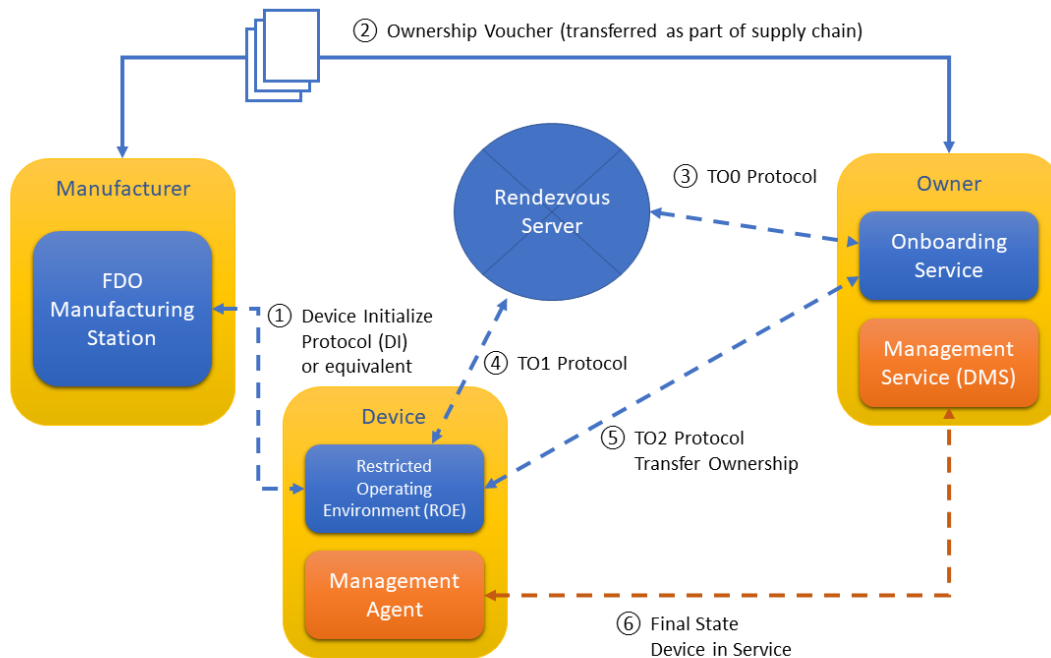 ② Ownership Voucher (transferred as part of supply chain)
Manufacturer
FDO
Manufacturing
Station
① Device Initialize
Protocol (DI)
or equivalent
Rendezvous
Server
③ TO0 Protocol
Owner
Onboarding
Service
Management
Service (DMS)
④ TO1 Protocol
Device
Restricted
Operating
Environment (ROE)
Management
Agent
⑤ TO2 Protocol
Transfer Ownership
⑥ Final State
Device in Service